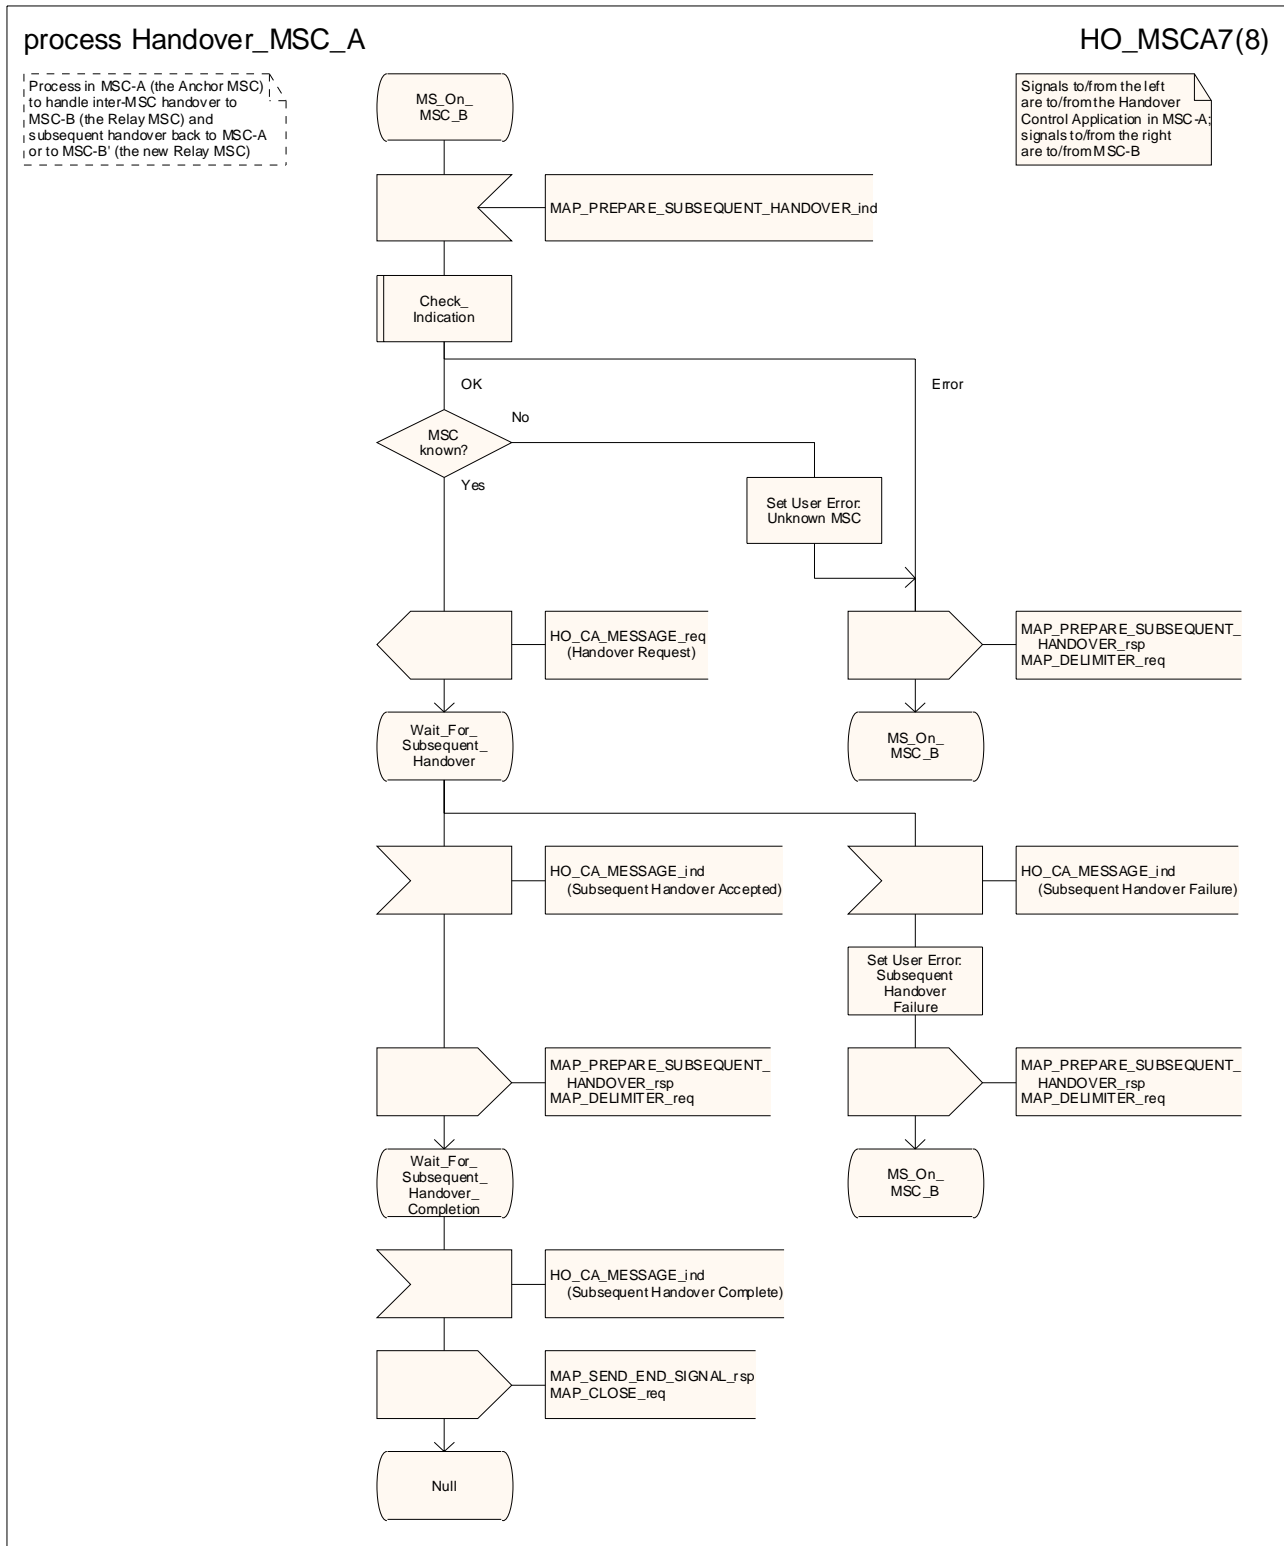 process Handover_MSC_A
HO_MSCA7(8)
Process in MSC-A (the Anchor MSC)
to handle inter-MSC handover to
MSC-B (the Relay MSC) and
subsequent handover back to MSC-A
or to MSC-B' (the new Relay MSC)
MS_On_
MSC_B
Signals to/from the left
are to/from the Handover
Control Application in MSC-A;
signals to/from the right
are to/from MSC-B
MAP_PREPARE_SUBSEQUENT_HANDOVER_ind
Check_
Indication
OK
Error
No
MSC
known?
Yes
Set User Error:
Unknown MSC
HO_CA_MESSAGE_req
(Handover Request)
MAP_PREPARE_SUBSEQUENT_
HANDOVER_rsp
MAP_DELIMITER_req
Wait_For_
Subsequent_
Handover
MS_On_
MSC_B
HO_CA_MESSAGE_ind
(Subsequent Handover Accepted)
HO_CA_MESSAGE_ind
(Subsequent Handover Failure)
Set User Error:
Subsequent
Handover
Failure
MAP_PREPARE_SUBSEQUENT_
HANDOVER_rsp
MAP_DELIMITER_req
MAP_PREPARE_SUBSEQUENT_
HANDOVER_rsp
MAP_DELIMITER_req
Wait_For_
Subsequent_
Handover_
Completion
MS_On_
MSC_B
HO_CA_MESSAGE_ind
(Subsequent Handover Complete)
MAP_SEND_END_SIGNAL_rsp
MAP_CLOSE_req
Null